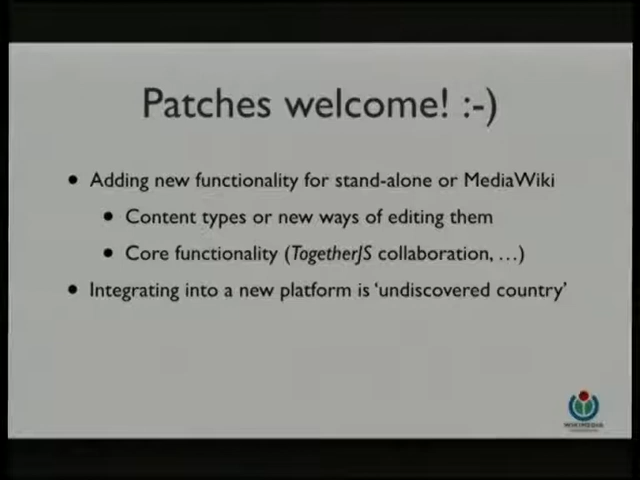 Patches welcome! :-)
• Adding new functionality for stand-alone or MediaWiki
• Content types or new ways of editing them
• Core functionality (TogetherJS collaboration, …)
• Integrating into a new platform is ‘undiscovered country’
WIKIMEDIA